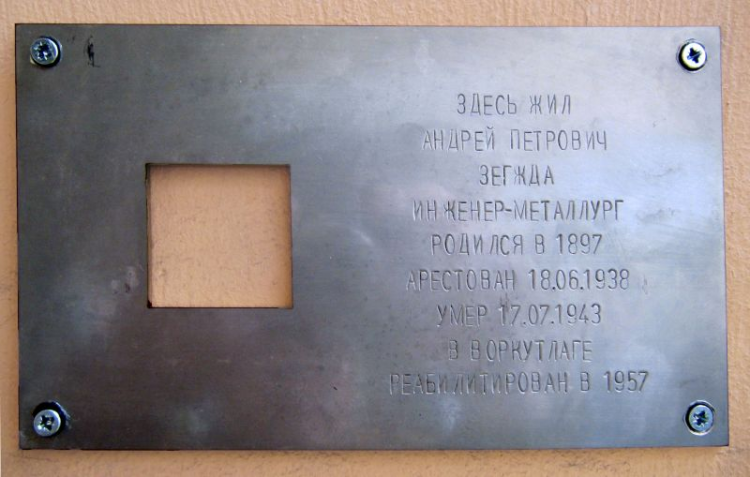 ЗДЕСЬ ЖИЛ
АНДРЕЙ ПЕТРОВИЧ
ЗЕГЖДА
ИНЖЕНЕР-МЕТАЛЛУРГ
РОДИЛСЯ В 1897
АРЕСТОВАН 18.06.1938
УМЕР 17.07.1943
В ВОРКУТЛАГЕ
РЕАБИЛИТИРОВАН В 1957